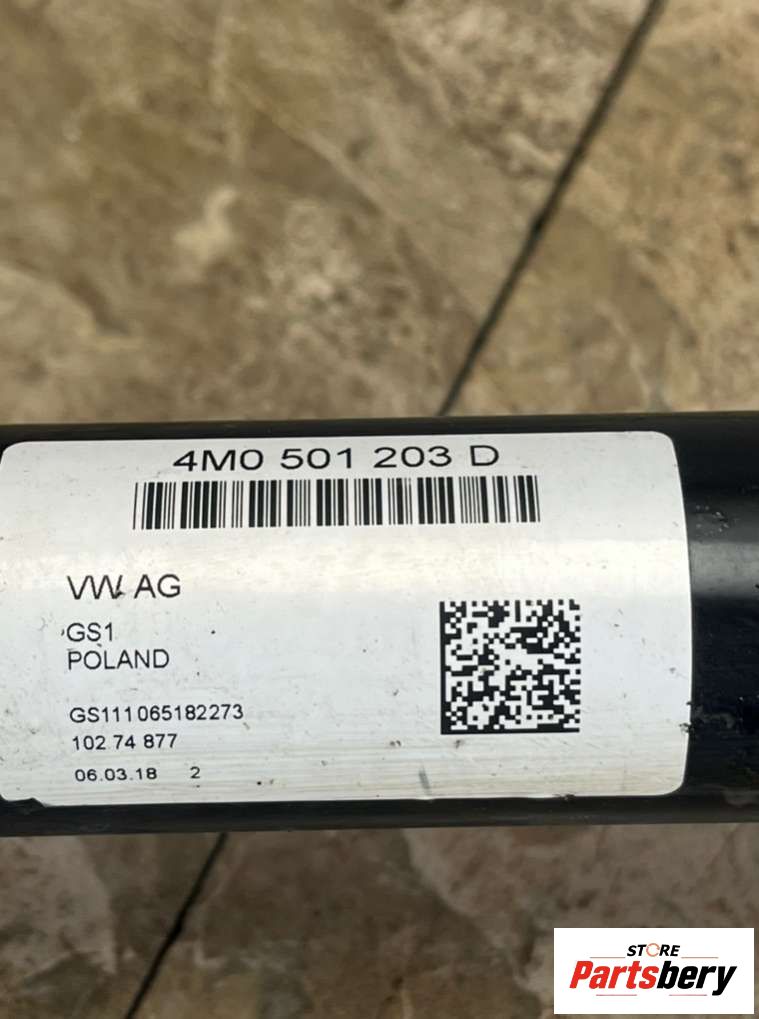 4M0 501 203 D
VW AG
GS1
POLAND
GS111065182273
102 74 877
06.03.18 2
STORE
Partsbery